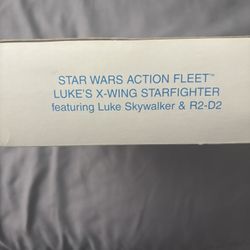 STAR WARS ACTION FLEET™
LUKE'S X-WING STARFIGHTER
featuring Luke Skywalker & R2-D2